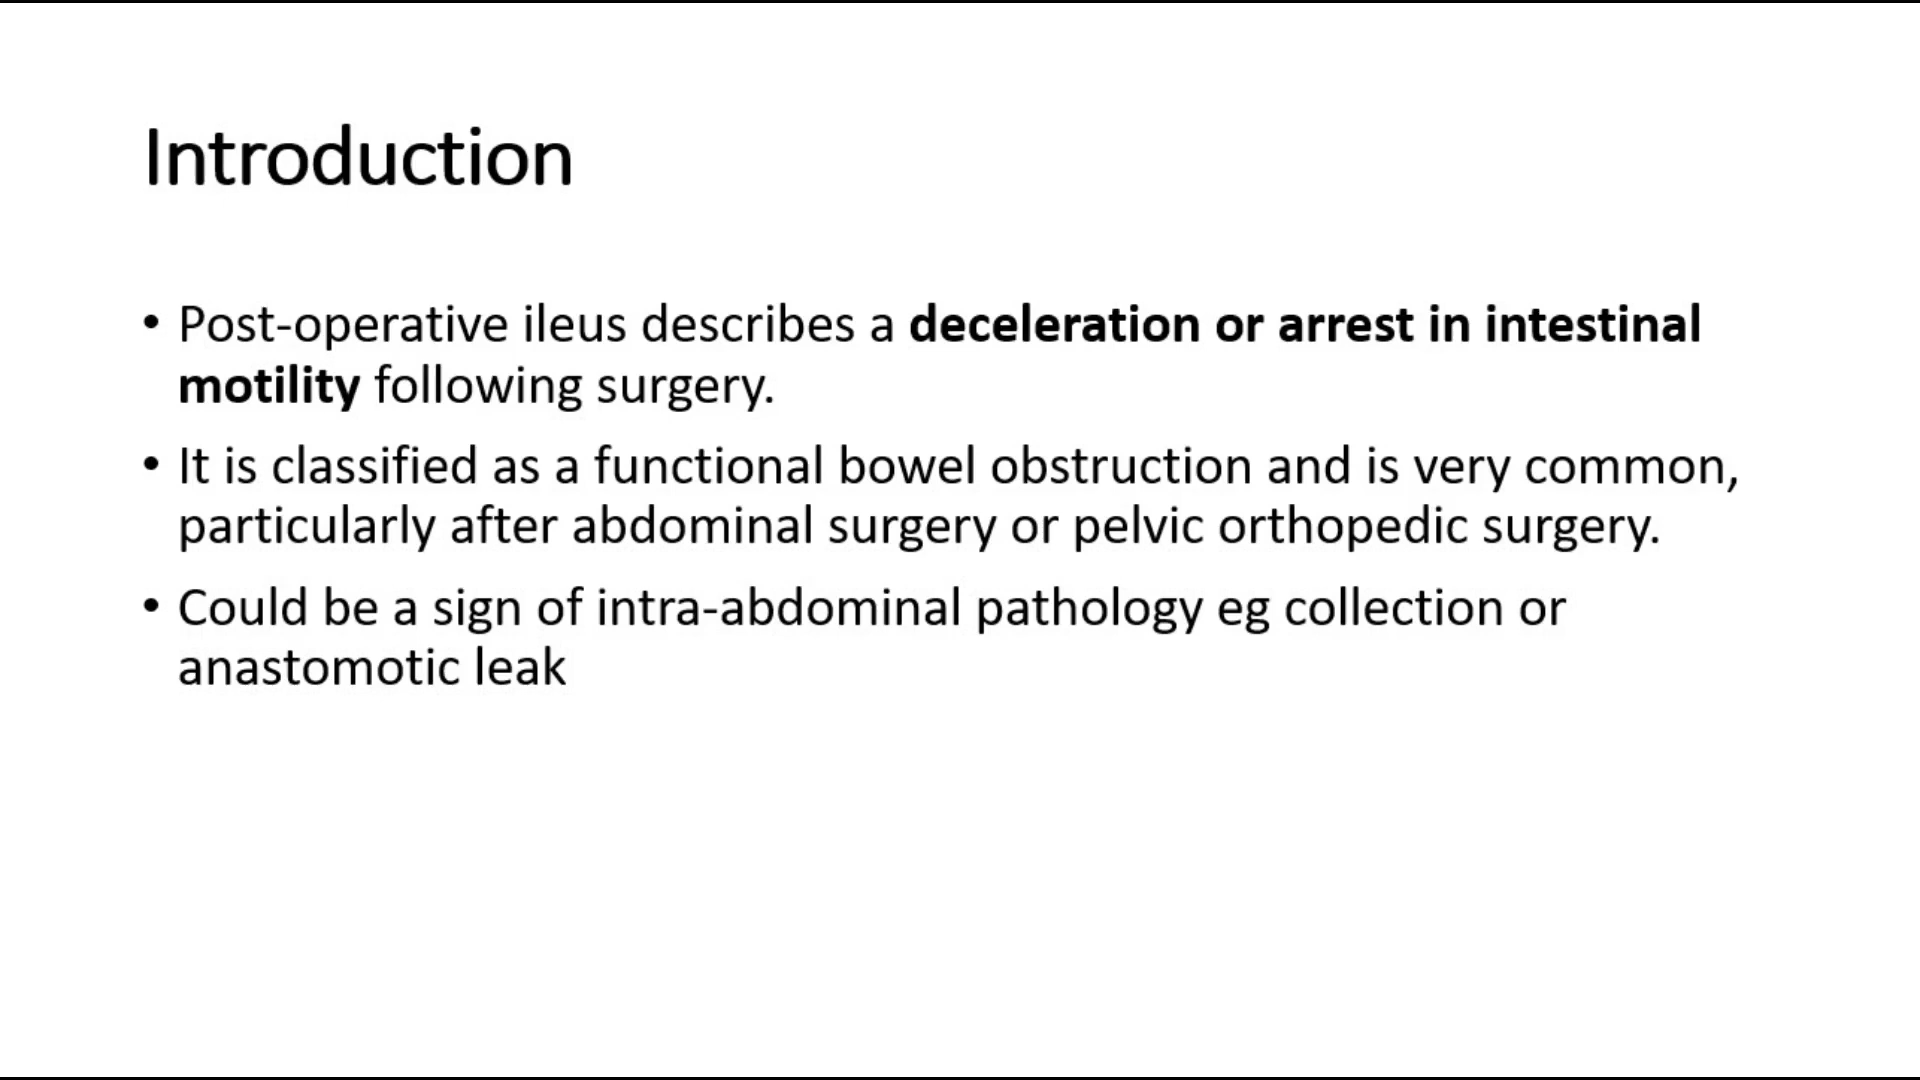 Introduction
• Post-operative ileus describes a deceleration or arrest in intestinal
motility following surgery.
• It is classified as a functional bowel obstruction and is very common,
particularly after abdominal surgery or pelvic orthopedic surgery.
• Could be a sign of intra-abdominal pathology eg collection or
anastomotic leak